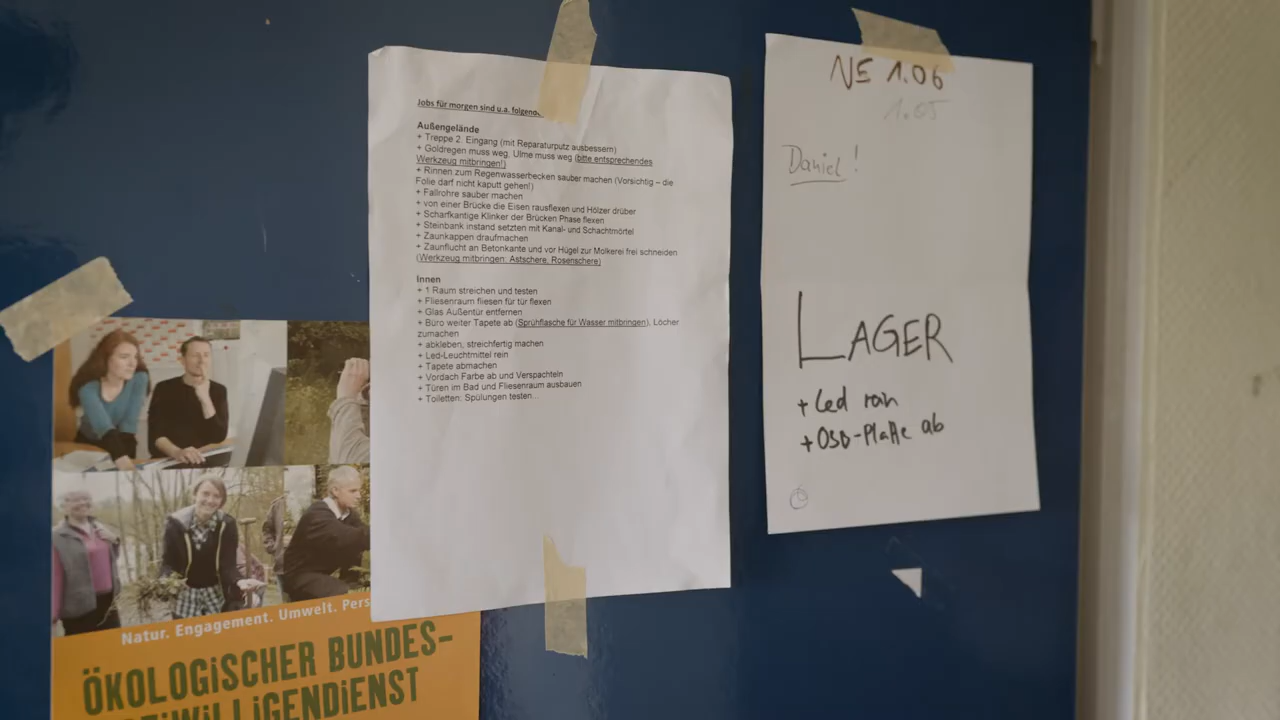 Jobs für morgen sind u.a. folgende
Außengelände
+ Treppe 2. Eingang (mit Reparaturputz ausbessern)
+ Goldregen muss weg, Ulme muss weg (bitte entsprechendes
Werkzeug mitbringen!)
+ Rinnen zum Regenwasserbecken sauber machen (Vorsichtig – die
Folie darf nicht kaputt gehen!)
+ Fallrohre sauber machen
+ von einer Brücke die Eisen rausflexen und Hölzer drüber
+ Scharfkantige Klinker der Brücken Phase flexen
+ Steinbank instand setzten mit Kanal- und Schachtmörtel
+ Zaunkappen draufmachen
+ Zaunflucht an Betonkante und vor Hügel zur Molkerei frei schneiden
(Werkzeug mitbringen: Astschere, Rosenschere)
Innen
+ 1 Raum streichen und testen
+ Fliesenraum fliesen für tür flexen
+ Glas Außentür entfernen
+ Büro weiter Tapete ab (Sprühflasche für Wasser mitbringen), Löcher
zumachen
+ abkleben, streichfertig machen
+ Led-Leuchtmittel rein
+ Tapete abmachen
+ Vordach Farbe ab und Verspachteln
+ Türen im Bad und Fliesenraum ausbauen
+ Toiletten: Spülungen testen...
NE 1.06
1.05
Daniel!
LAGER
+ Led rein
+ OSB-Platte ab
Natur. Engagement. Umwelt. Pers
ÖKOLOGiSCHER BUNDES-
WiLLiGENDiENST